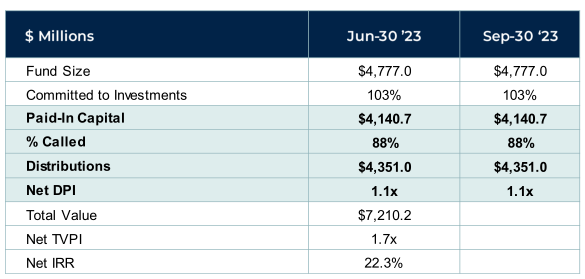 $ Millions Jun-30 ’23 Sep-30 ‘23
Fund Size $4,777.0 $4,777.0
Committed to Investments 103% 103%
Paid-In Capital $4,140.7 $4,140.7
% Called 88% 88%
Distributions $4,351.0 $4,351.0
Net DPI 1.1x 1.1x
Total Value $7,210.2
Net TVPI 1.7x
Net IRR 22.3%